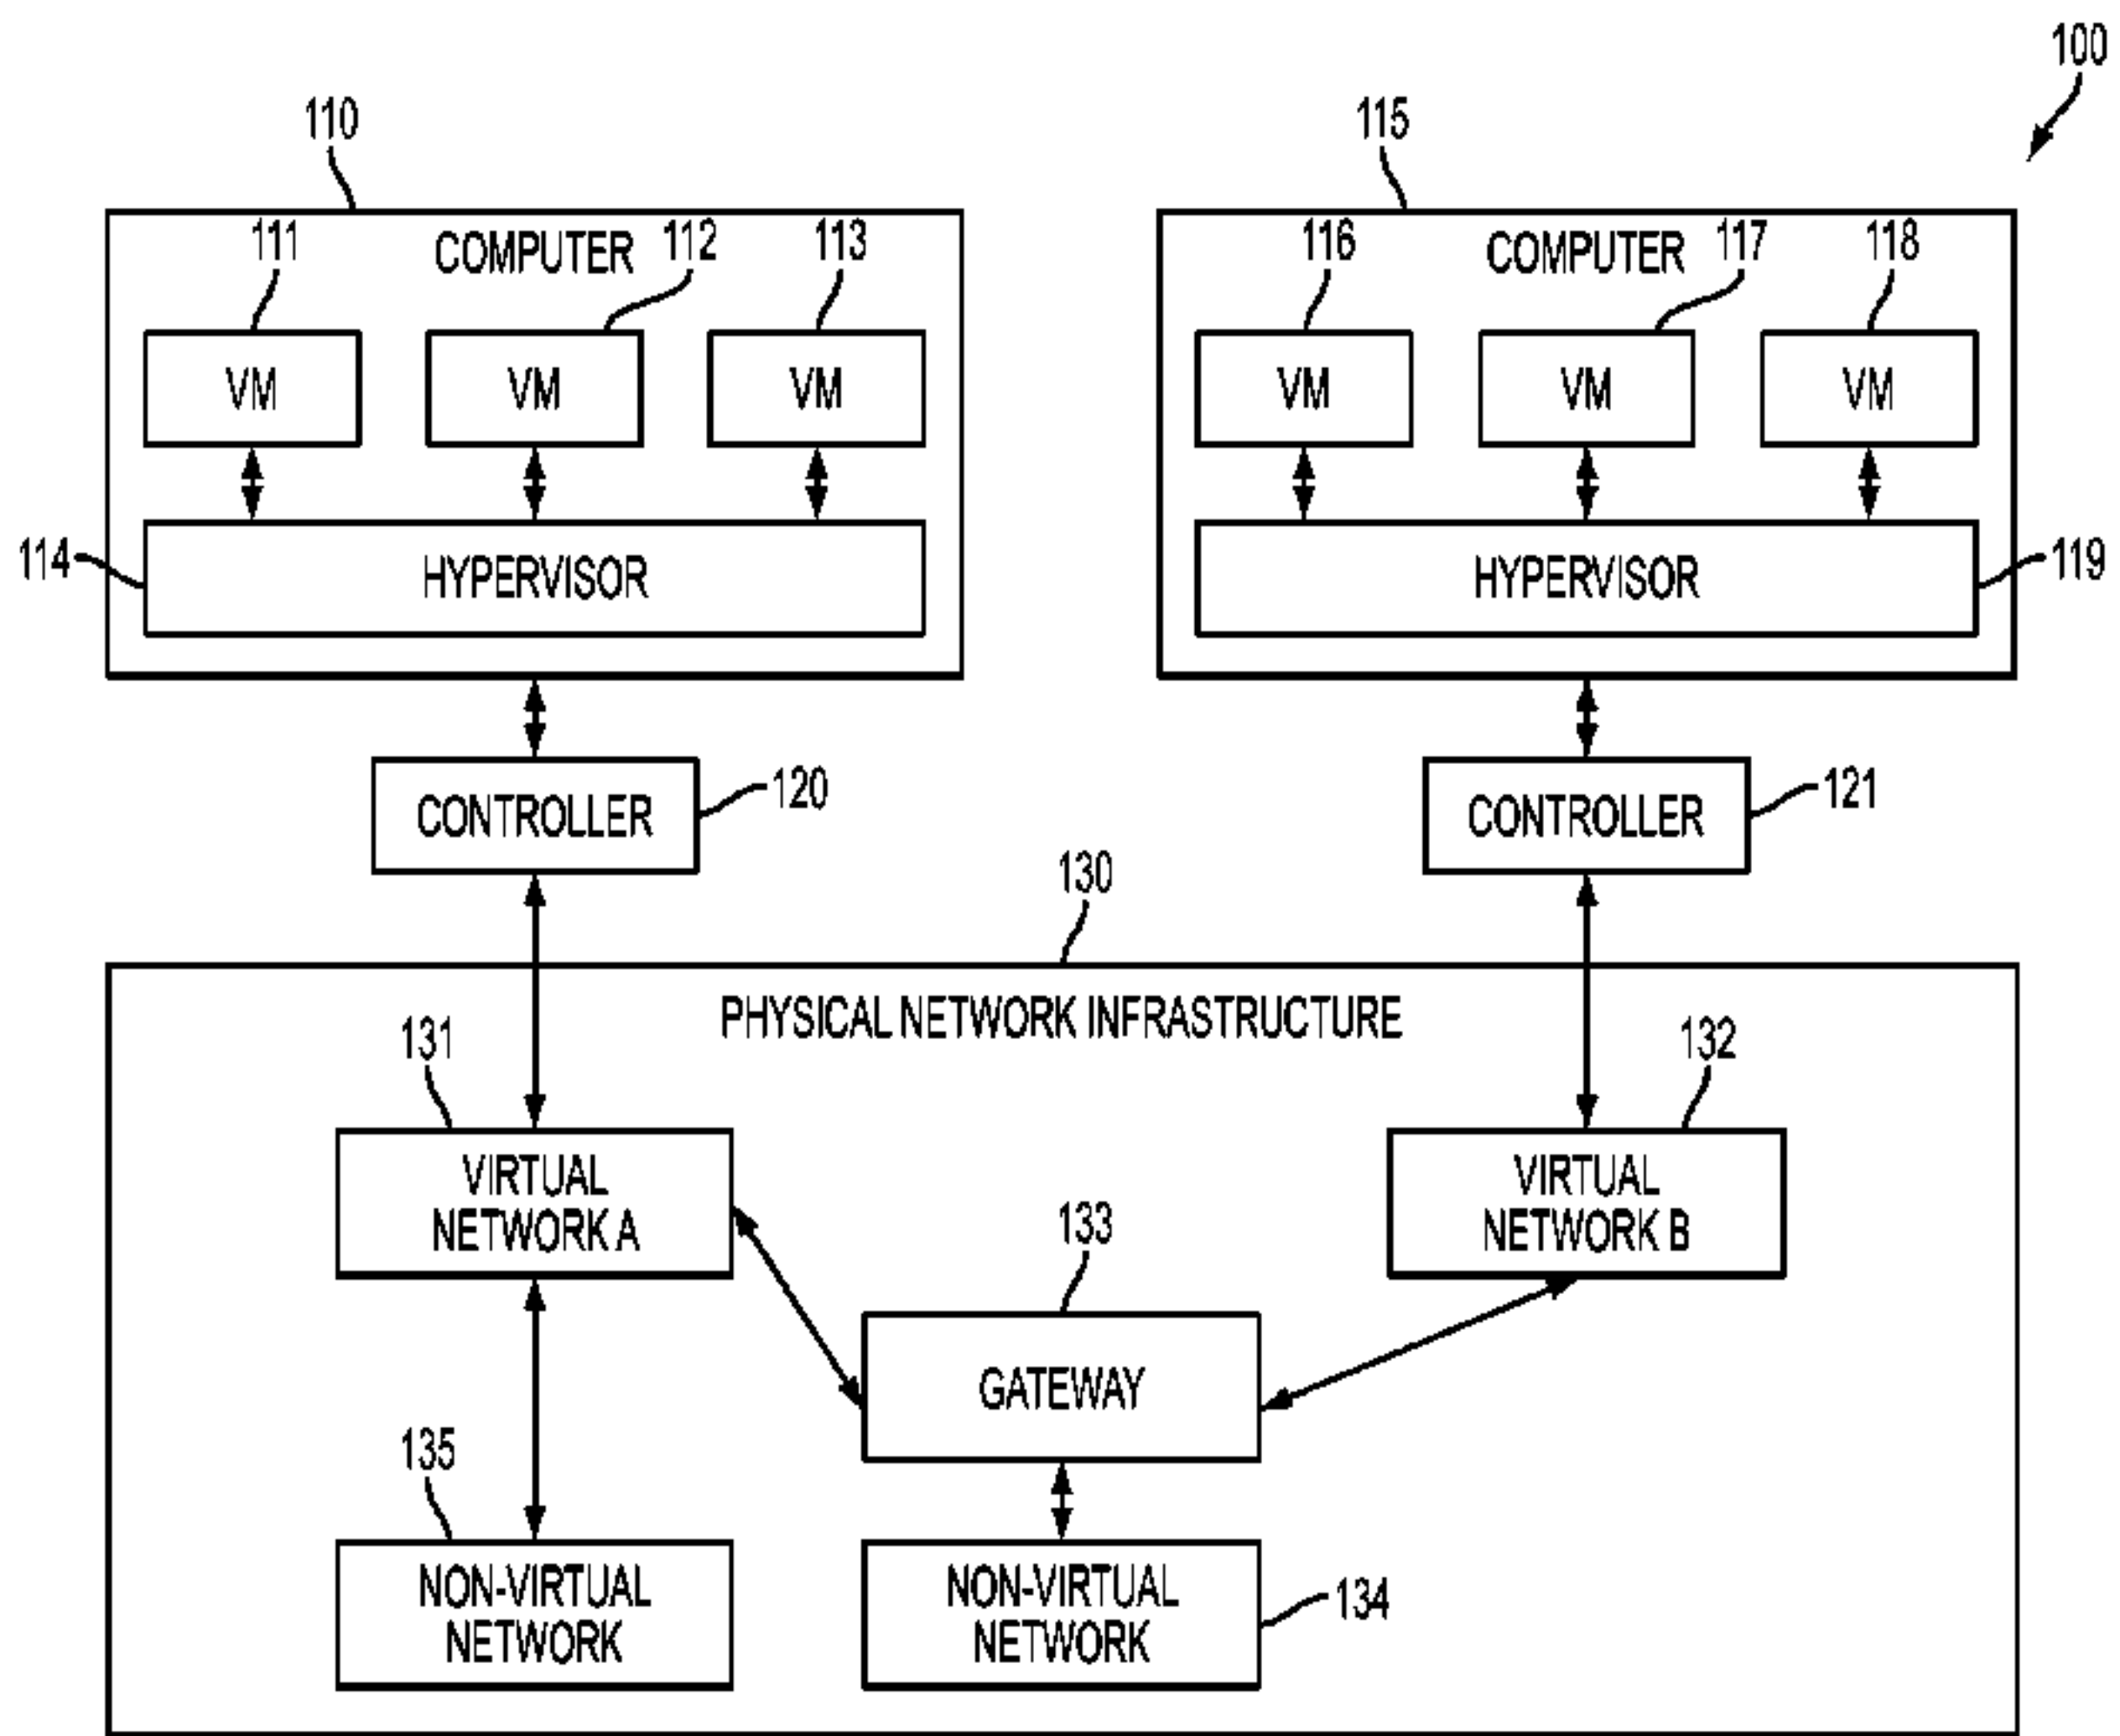 100
110
115
111
COMPUTER
112
113
116
COMPUTER
117
118
VM
VM
VM
VM
VM
VM
114
HYPERVISOR
HYPERVISOR
119
CONTROLLER
120
CONTROLLER
121
130
PHYSICAL NETWORK INFRASTRUCTURE
131
132
VIRTUAL
NETWORK A
VIRTUAL
NETWORK B
133
GATEWAY
135
NON-VIRTUAL
NETWORK
NON-VIRTUAL
NETWORK
134